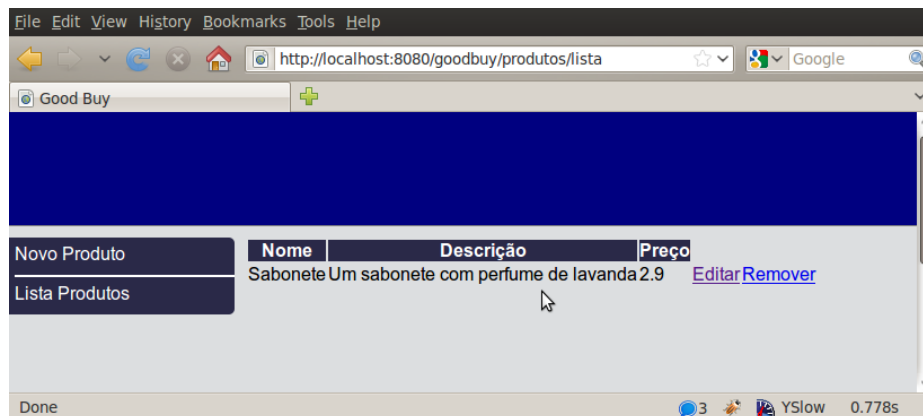 File Edit View History Bookmarks Tools Help
http://localhost:8080/goodbuy/produtos/lista Google
Good Buy
Novo Produto
Lista Produtos
Nome Descrição Preço
Sabonete Um sabonete com perfume de lavanda 2.9 Editar Remover
Done 3 YSlow 0.778s